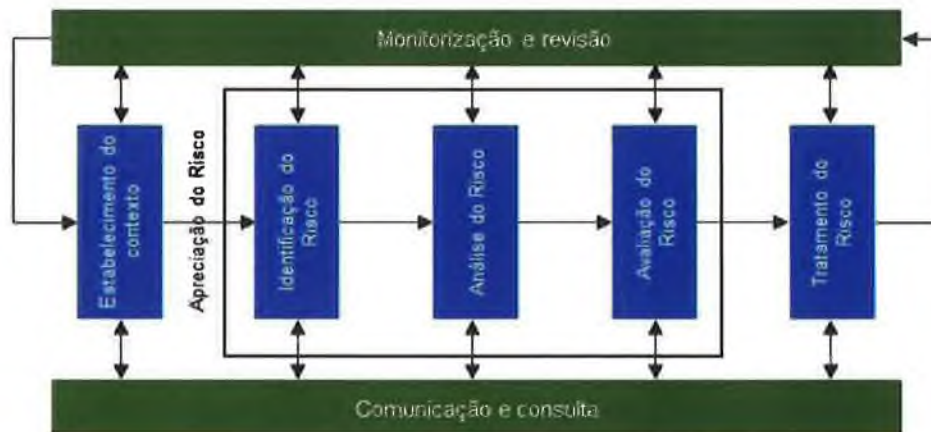 Monitorização e revisão
Estabelecimento do
contexto
Apreciação do Risco
Identificação do
Risco
Análise do Risco
Avaliação do
Risco
Tratamento do
Risco
Comunicação e consulta